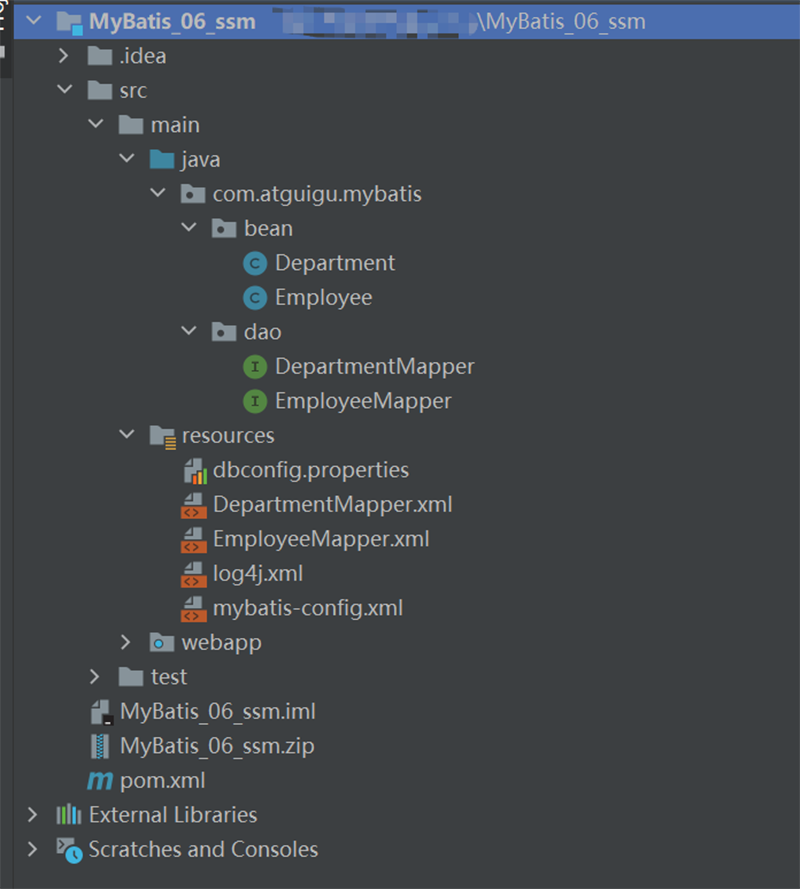 MyBatis_06_ssm \MyBatis_06_ssm
.idea
src
main
java
com.atguigu.mybatis
bean
Department
Employee
dao
DepartmentMapper
EmployeeMapper
resources
dbconfig.properties
DepartmentMapper.xml
EmployeeMapper.xml
log4j.xml
mybatis-config.xml
webapp
test
MyBatis_06_ssm.iml
MyBatis_06_ssm.zip
pom.xml
External Libraries
Scratches and Consoles